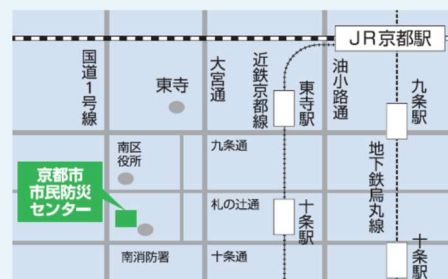 JR京都駅
国道1号線
東寺
大宮通
近鉄京都線
東寺駅
油小路通
九条駅
南区
役所
九条通
地下鉄烏丸線
京都市
市民防災
センター
札の辻通
十条駅
南消防署
十条通
十条駅